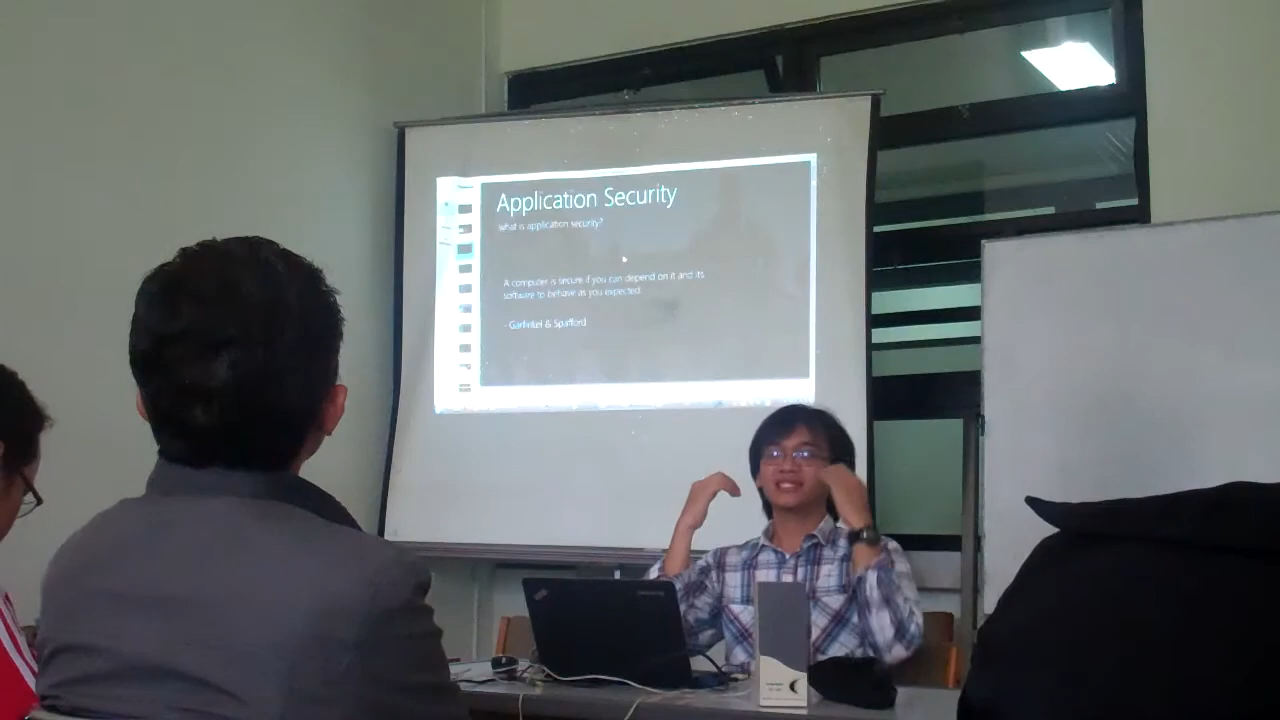 Application Security
what is application security?
A computer is secure if you can depend on it and its
software to behave as you expected.
- Garfinkel & Spafford